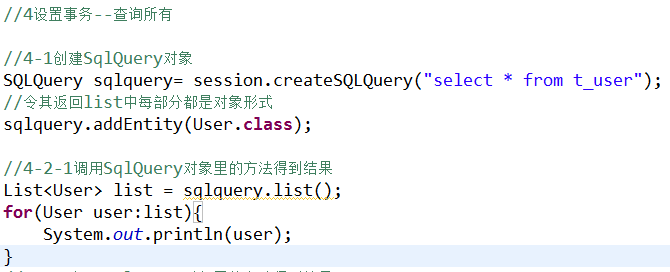 //4设置事务--查询所有
//4-1创建SqlQuery对象
SQLQuery sqlquery= session.createSQLQuery("select * from t_user");
//令其返回list中每部分都是对象形式
sqlquery.addEntity(User.class);
//4-2-1调用SqlQuery对象里的方法得到结果
List<User> list = sqlquery.list();
for(User user:list){
System.out.println(user);
}